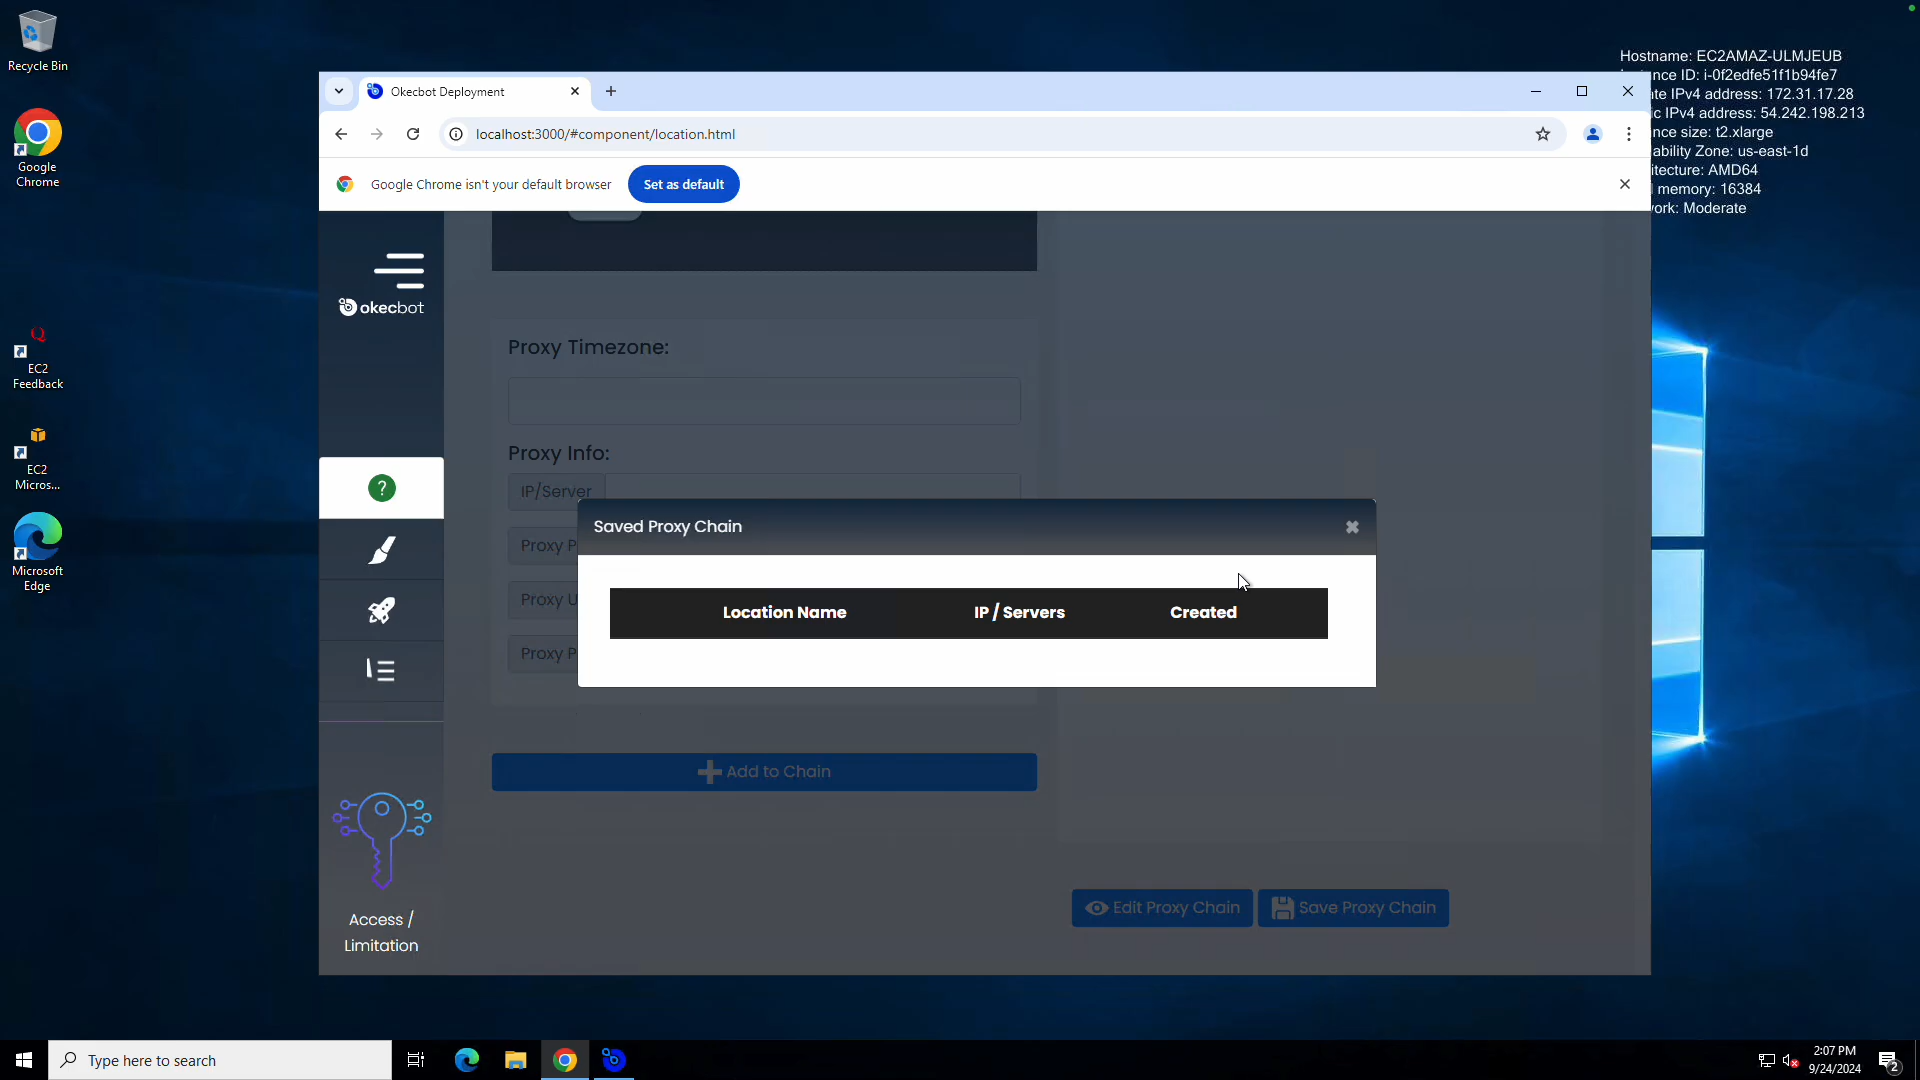 Recycle Bin
Google
Chrome
EC2
Feedback
EC2
Micros...
Microsoft
Edge
Hostname: EC2AMAZ-ULMJEUB
nce ID: i-0f2edfe51f1b94fe7
te IPv4 address: 172.31.17.28
ic IPv4 address: 54.242.198.213
nce size: t2.xlarge
ability Zone: us-east-1d
itecture: AMD64
l memory: 16384
ork: Moderate
Okecbot Deployment
localhost:3000/#component/location.html
Google Chrome isn't your default browser
Set as default
okecbot
Proxy Timezone:
Proxy Info:
IP/Server
Proxy P
Proxy U
Proxy P
Saved Proxy Chain
Location Name IP / Servers Created
Add to Chain
Edit Proxy Chain
Save Proxy Chain
Access /
Limitation
Type here to search
2:07 PM
9/24/2024
2